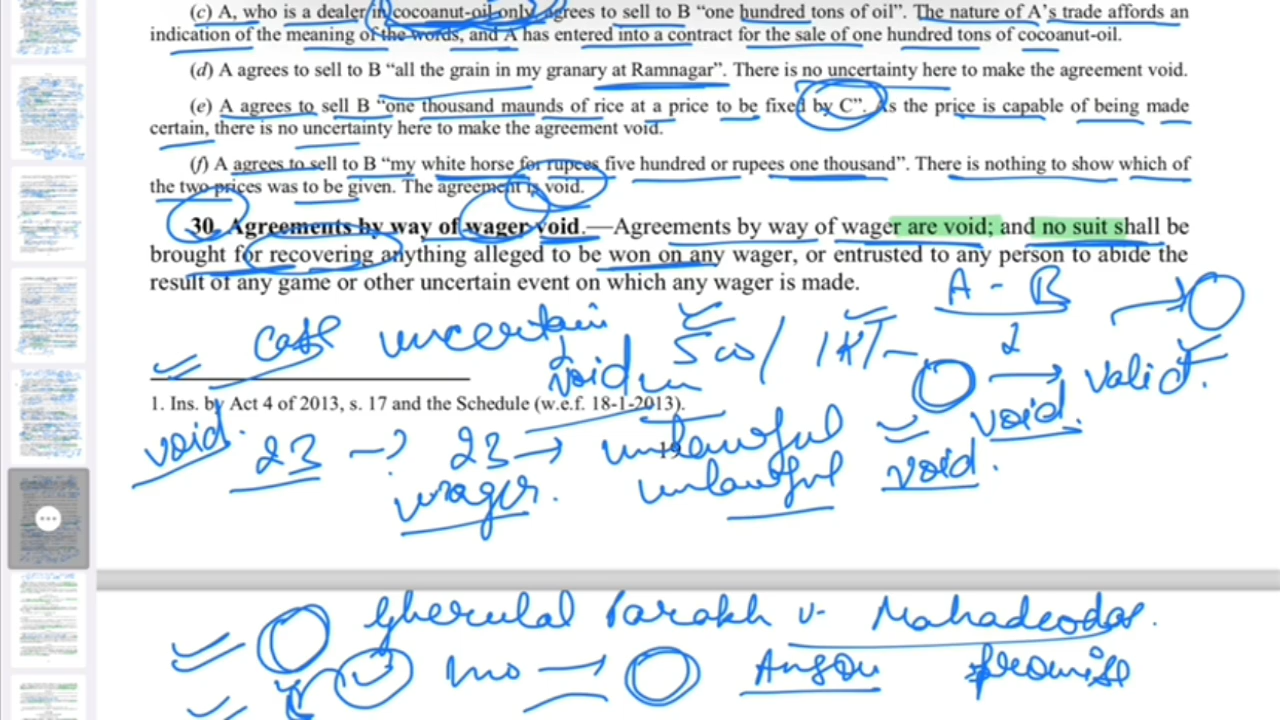 (c) A, who is a dealer in cocoanut-oil only, agrees to sell to B “one hundred tons of oil”. The nature of A’s trade affords an
indication of the meaning of the words, and A has entered into a contract for the sale of one hundred tons of cocoanut-oil.
(d) A agrees to sell to B “all the grain in my granary at Ramnagar”. There is no uncertainty here to make the agreement void.
(e) A agrees to sell B “one thousand maunds of rice at a price to be fixed by C”. As the price is capable of being made
certain, there is no uncertainty here to make the agreement void.
(f) A agrees to sell to B “my white horse for rupees five hundred or rupees one thousand”. There is nothing to show which of
the two prices was to be given. The agreement is void.
30. Agreements by way of wager void.—Agreements by way of wager are void; and no suit shall be
brought for recovering anything alleged to be won on any wager, or entrusted to any person to abide the
result of any game or other uncertain event on which any wager is made.
A - B
uncertain 500/
void valid.
1. Ins. by Act 4 of 2013, s. 17 and the Schedule (w.e.f. 18-1-2013).
void. 23 → 23 → unlawful void.
wager. unlawful void.
19
Gherulal Parakh v. Mahadeodas.
no → Anson promise